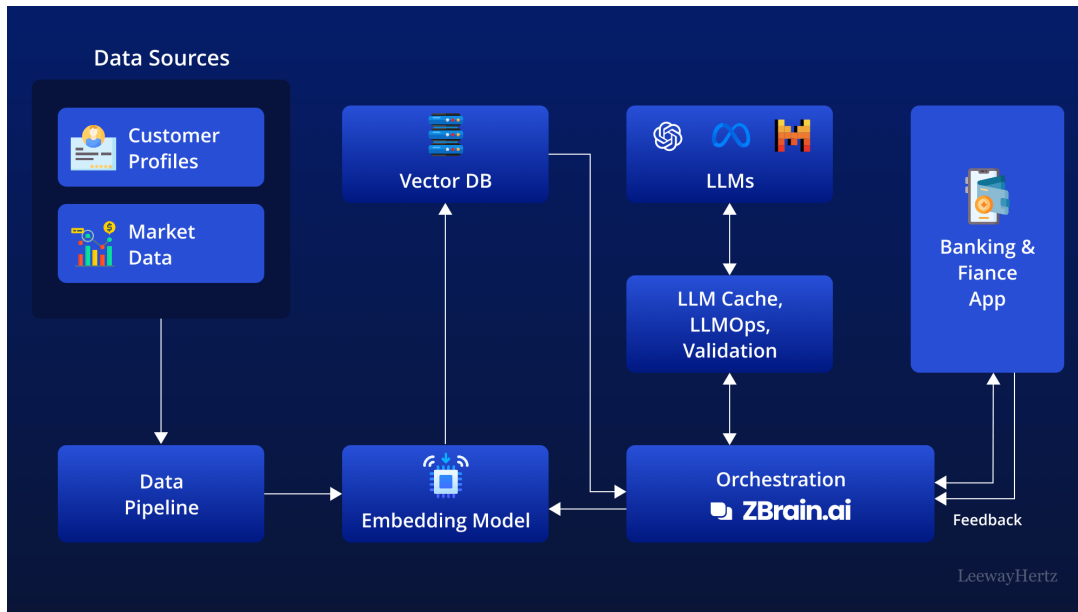 Data Sources
Customer
Profiles
Market
Data
Vector DB
LLMs
Banking &
Fiance
App
LLM Cache,
LLMOps,
Validation
Data
Pipeline
Embedding Model
Orchestration
ZBrain.ai
Feedback
LeewayHertz